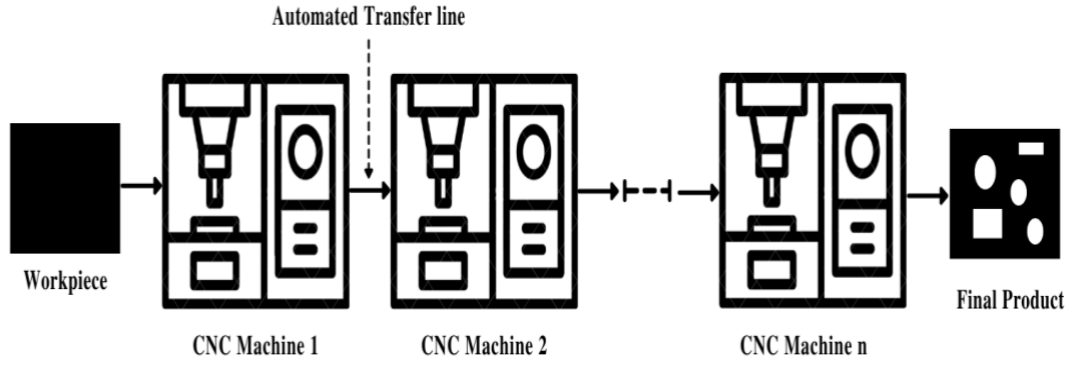 Automated Transfer line
Workpiece
Final Product
CNC Machine 1
CNC Machine 2
CNC Machine n